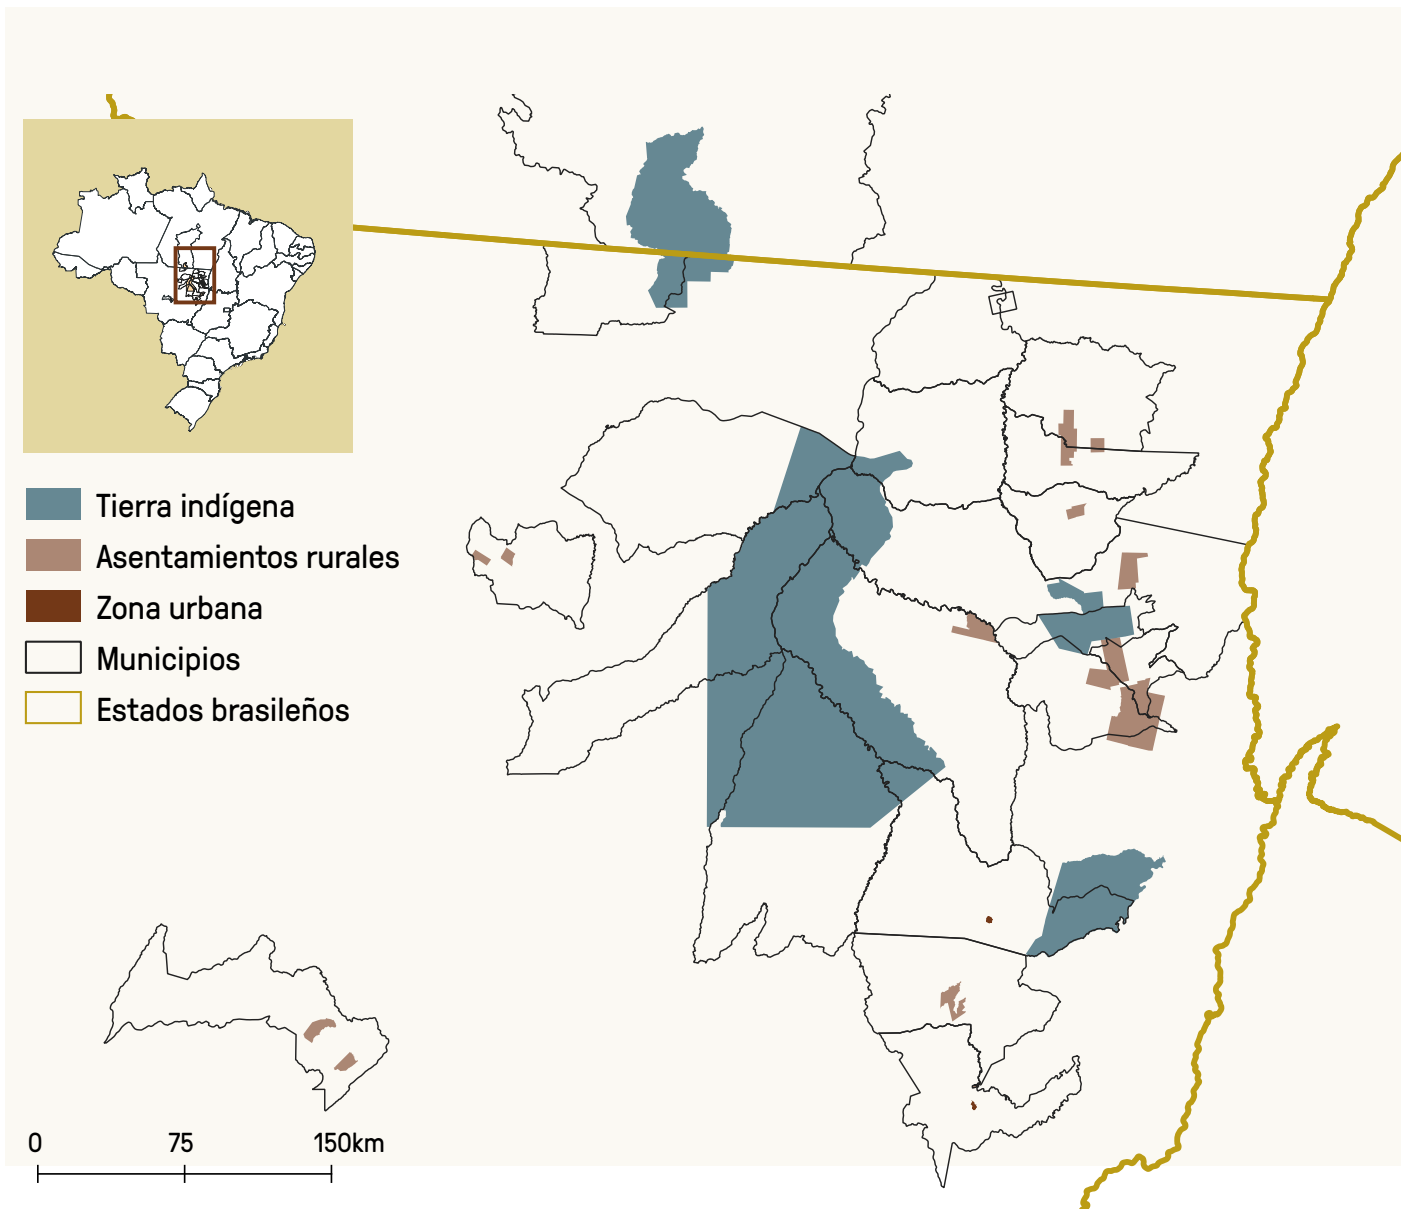 Tierra indígena
Asentamientos rurales
Zona urbana
Municipios
Estados brasileños
0 75 150km